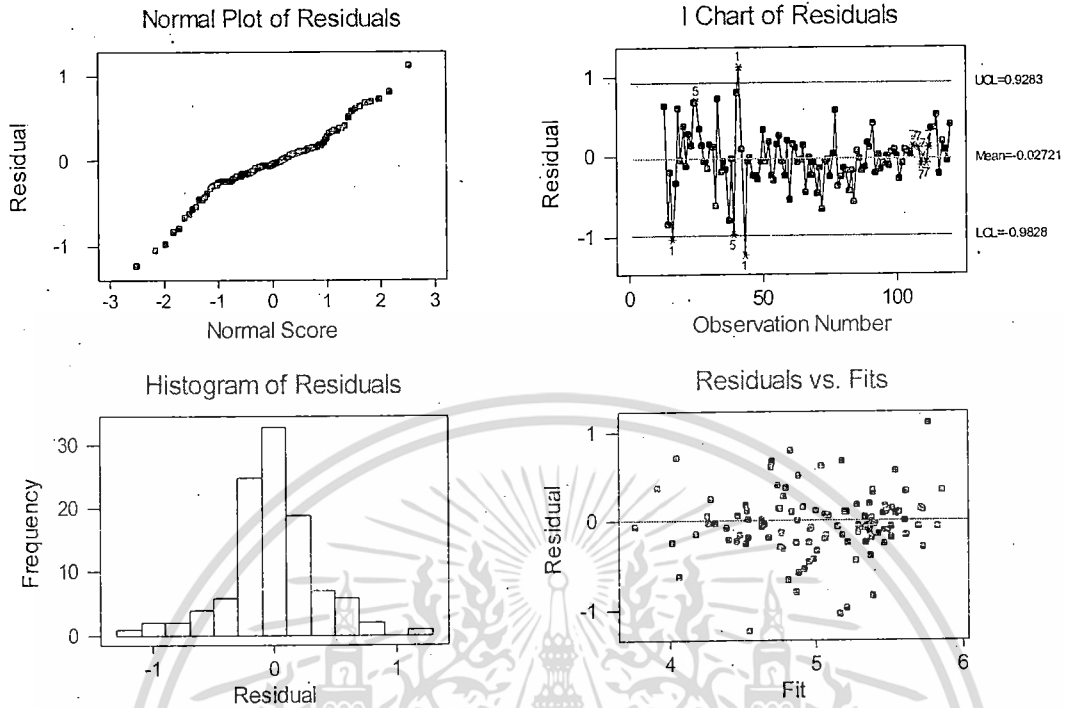 Normal Plot of Residuals
Residual
1
0
-1
-3 -2 -1 0 1 2 3
Normal Score
I Chart of Residuals
Residual
1
0
-1
1
5
1
5
1
UCL=0.9283
Mean=-0.02721
LCL=-0.9828
0 50 100
Observation Number
Histogram of Residuals
Frequency
30
20
10
0
-1 0 1
Residual
Residuals vs. Fits
Residual
1
0
-1
4 5 6
Fit